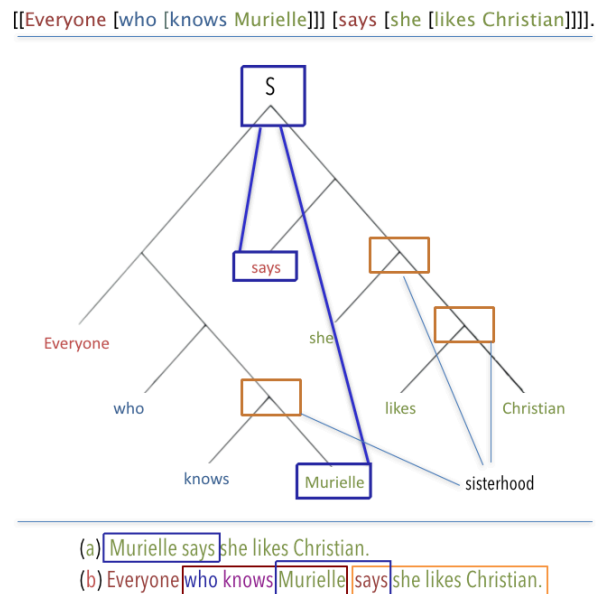 [[Everyone [who [knows Murielle]]] [says [she [likes Christian]]]].
S
says
she
Everyone
who
likes
Christian
knows
Murielle
sisterhood
(a) Murielle says she likes Christian.
(b) Everyone who knows Murielle says she likes Christian.